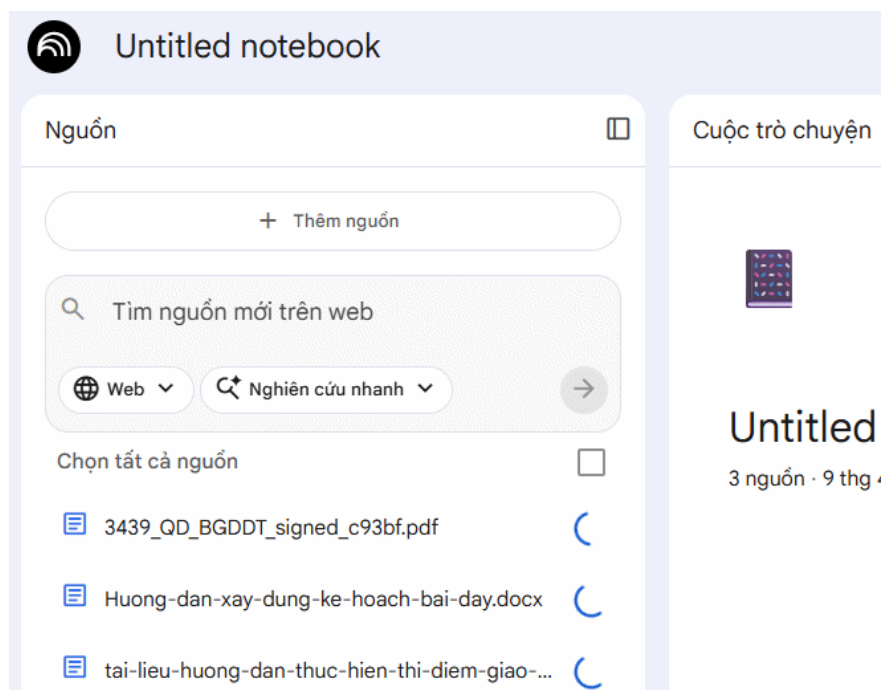 Untitled notebook
Nguồn
+ Thêm nguồn
Tìm nguồn mới trên web
Web
Nghiên cứu nhanh
Chọn tất cả nguồn
3439_QD_BGDDT_signed_c93bf.pdf
Huong-dan-xay-dung-ke-hoach-bai-day.docx
tai-lieu-huong-dan-thuc-hien-thi-diem-giao-...
Cuộc trò chuyện
Untitled
3 nguồn · 9 thg